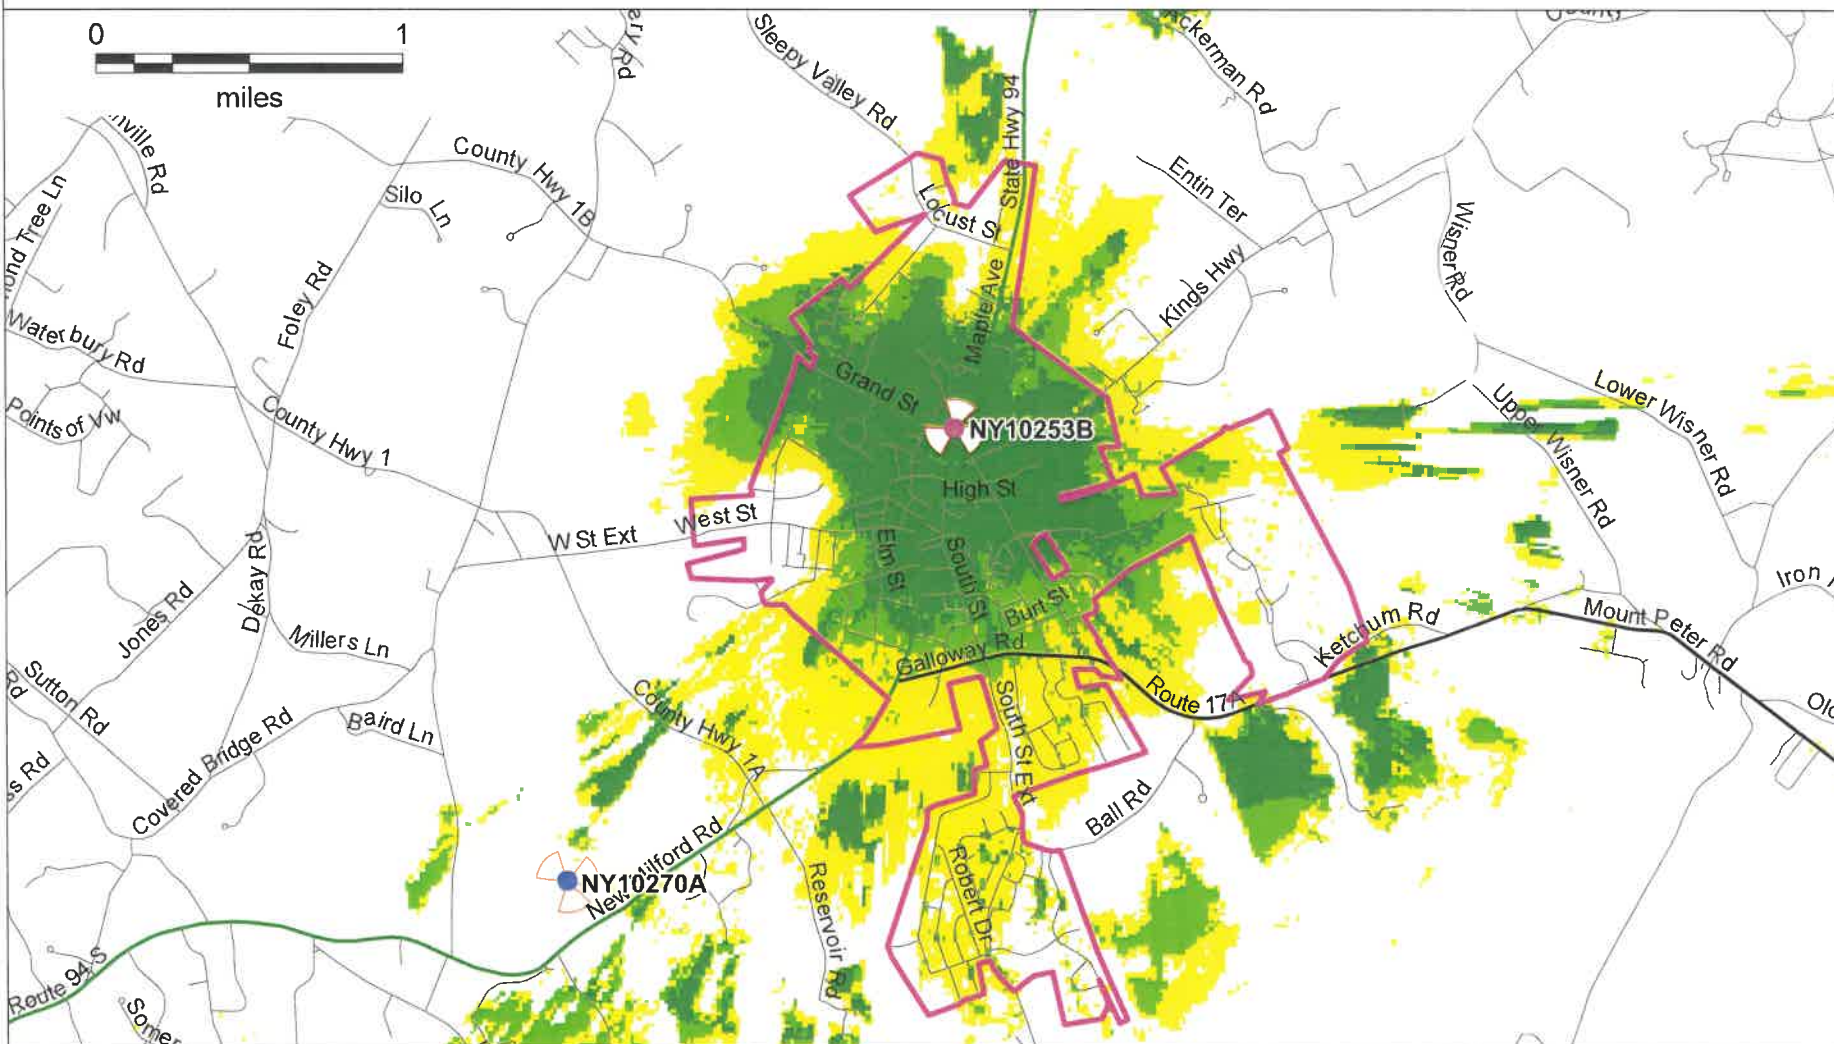 0 1
miles
Sleepy Valley Rd
State Hwy 94
Ackerman Rd
County Hwy 1B
Silo Ln
Foley Rd
Locust St
Entin Ter
Wisner Rd
Kings Hwy
Maple Ave
Waterbury Rd
Points of Vw
County Hwy 1
Grand St
NY10253B
High St
Lower Wisner Rd
Upper Wisner Rd
West St
W St Ext
Elm St
South St
Burt St
Dekay Rd
Jones Rd
Millers Ln
Galloway Rd
Ketchum Rd
Mount Peter Rd
Iron
Sutton Rd
Rd
Route 17A
County Hwy 1A
South St Ext
Baird Ln
Covered Bridge Rd
Ball Rd
New Milford Rd
NY10270A
Reservoir Rd
Robert Dr
Route 94 S